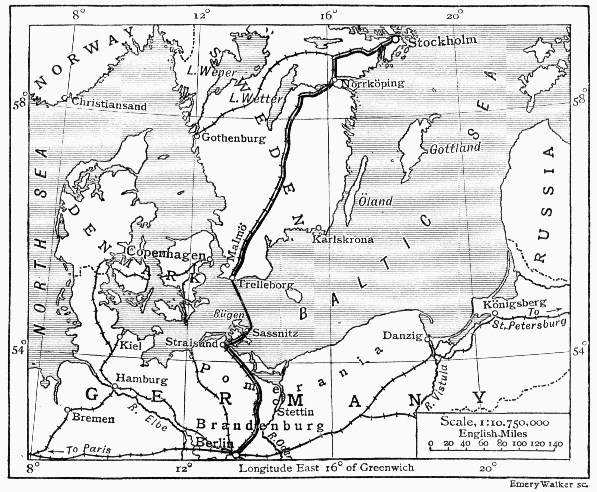 8° 12° 16° 20°
NORWAY
Stockholm
L. Wener
L. Wetter
Norrköping
58°
Christiansand
58°
SWEDEN
Gothenburg
Gottland
NORTH SEA
BALTIC SEA
RUSSIA
Öland
DENMARK
Malmö
Karlskrona
Copenhagen
Trelleborg
Rügen
Königsberg
To
St. Petersburg
Sassnitz
Kiel
Stralsund
Danzig
54°
54°
Pomerania
Hamburg
GERMANY
R. Vistula
Stettin
R. Elbe
Bremen
Brandenburg
Scale, 1:10,750,000
English Miles
0 20 40 60 80 100 120 140
Berlin
R. Oder
To Paris
8° 12° Longitude East 16° of Greenwich 20°
Emery Walker sc.